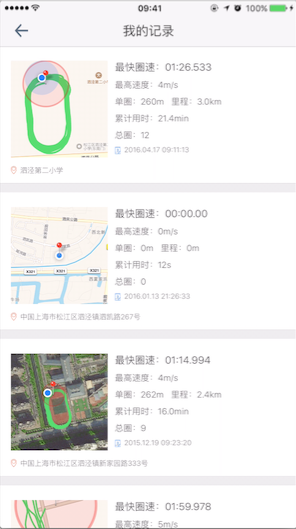 09:41
100%
我的记录
最快圈速：01:26.533
最高速度：4m/s
单圈：260m 里程：3.0km
累计用时：21.4min
总圈：12
2016.04.17 09:11:13
泗泾第二小学
最快圈速：00:00.00
最高速度：0m/s
单圈：0m 里程：0m
累计用时：12s
总圈：0
2016.01.13 21:26:33
X021
X021
X021
中国上海市松江区泗泾镇泗凯路267号
最快圈速：01:14.994
最高速度：4m/s
单圈：262m 里程：2.4km
累计用时：16.0min
总圈：9
2015.12.19 09:23:20
中国上海市松江区泗泾镇新家园路333号
最快圈速：01:59.978
最高速度：5m/s